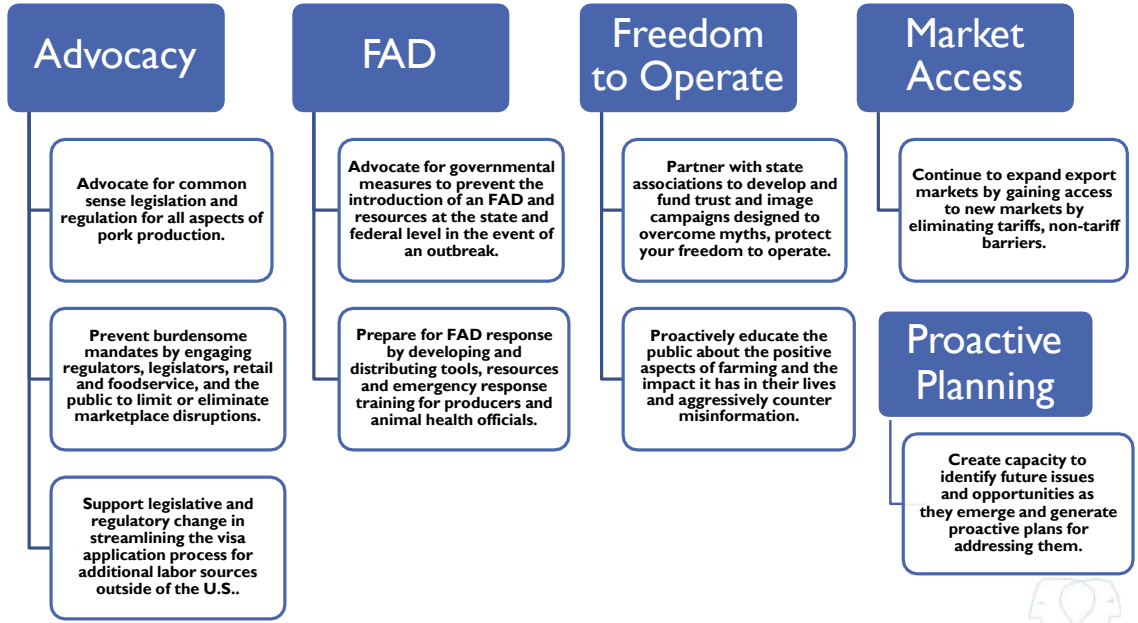 Advocacy
Advocate for common
sense legislation and
regulation for all aspects of
pork production.
Prevent burdensome
mandates by engaging
regulators, legislators, retail
and foodservice, and the
public to limit or eliminate
marketplace disruptions.
Support legislative and
regulatory change in
streamlining the visa
application process for
additional labor sources
outside of the U.S..
FAD
Advocate for governmental
measures to prevent the
introduction of an FAD and
resources at the state and
federal level in the event of
an outbreak.
Prepare for FAD response
by developing and
distributing tools, resources
and emergency response
training for producers and
animal health officials.
Freedom
to Operate
Partner with state
associations to develop and
fund trust and image
campaigns designed to
overcome myths, protect
your freedom to operate.
Proactively educate the
public about the positive
aspects of farming and the
impact it has in their lives
and aggressively counter
misinformation.
Market
Access
Continue to expand export
markets by gaining access
to new markets by
eliminating tariffs, non-tariff
barriers.
Proactive
Planning
Create capacity to
identify future issues
and opportunities as
they emerge and generate
proactive plans for
addressing them.